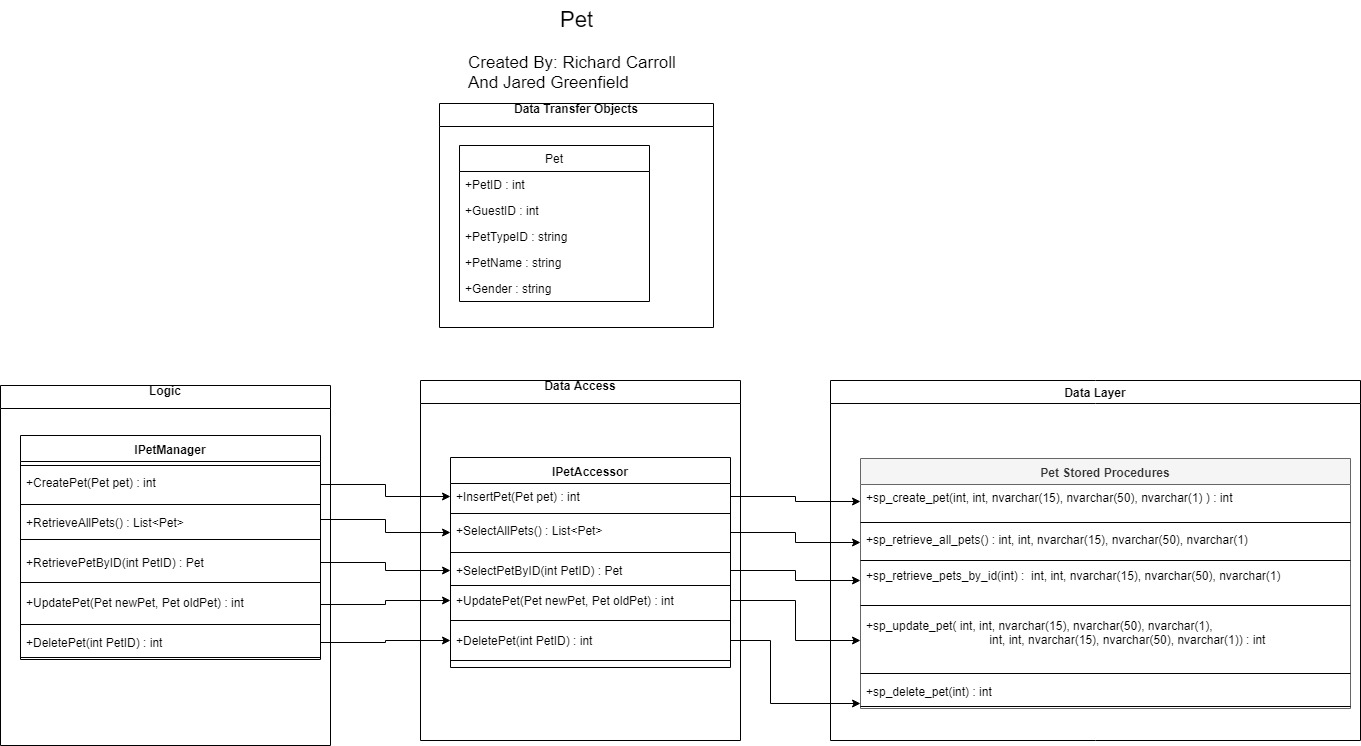 Pet
Created By: Richard Carroll
And Jared Greenfield
Data Transfer Objects
Pet
+PetID : int
+GuestID : int
+PetTypeID : string
+PetName : string
+Gender : string
Logic
IPetManager
+CreatePet(Pet pet) : int
+RetrieveAllPets() : List<Pet>
+RetrievePetByID(int PetID) : Pet
+UpdatePet(Pet newPet, Pet oldPet) : int
+DeletePet(int PetID) : int
Data Access
IPetAccessor
+InsertPet(Pet pet) : int
+SelectAllPets() : List<Pet>
+SelectPetByID(int PetID) : Pet
+UpdatePet(Pet newPet, Pet oldPet) : int
+DeletePet(int PetID) : int
Data Layer
Pet Stored Procedures
+sp_create_pet(int, int, nvarchar(15), nvarchar(50), nvarchar(1) ) : int
+sp_retrieve_all_pets() : int, int, nvarchar(15), nvarchar(50), nvarchar(1)
+sp_retrieve_pets_by_id(int) : int, int, nvarchar(15), nvarchar(50), nvarchar(1)
+sp_update_pet( int, int, nvarchar(15), nvarchar(50), nvarchar(1),
int, int, nvarchar(15), nvarchar(50), nvarchar(1)) : int
+sp_delete_pet(int) : int